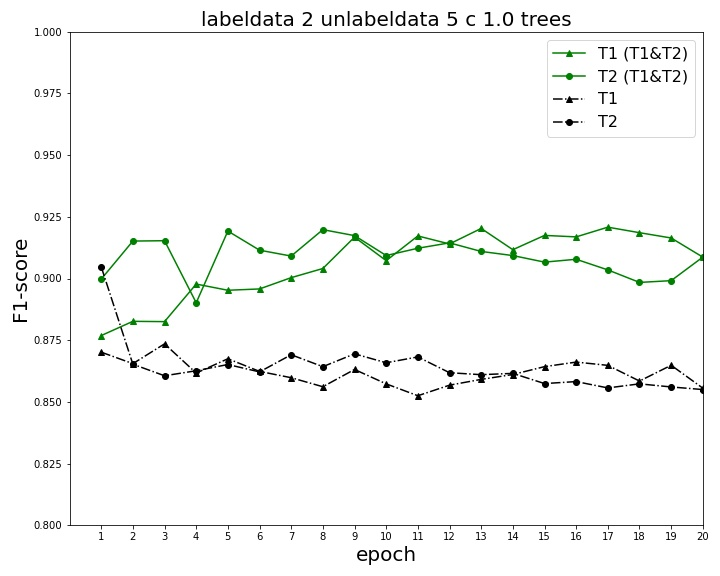 labeldata 2 unlabeldata 5 c 1.0 trees
T1 (T1&T2)
T2 (T1&T2)
T1
T2
F1-score
1.000
0.975
0.950
0.925
0.900
0.875
0.850
0.825
0.800
1 2 3 4 5 6 7 8 9 10 11 12 13 14 15 16 17 18 19 20
epoch